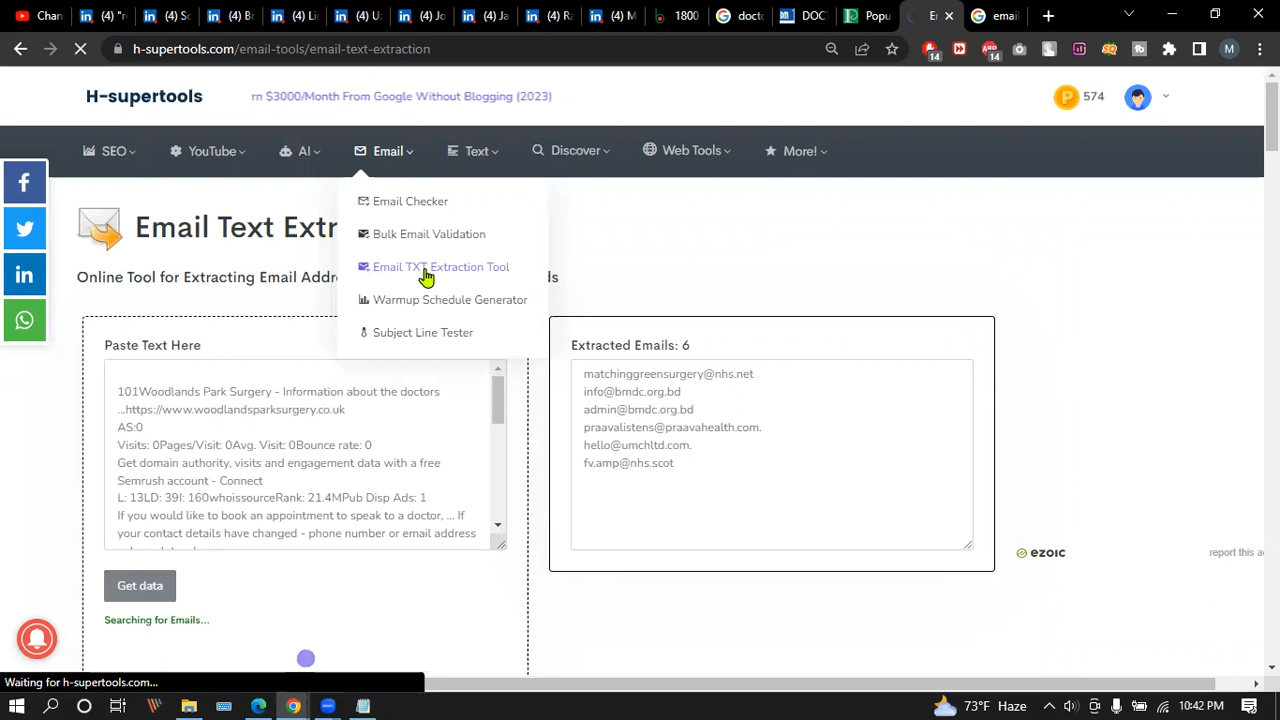 Chan
(4)
(4) Sc
(4) Br
(4) Li
(4) Jo
(4) Ja
(4) Ra
(4) M
1800
docto
DOCT
Popu
Er
email
h-supertools.com/email-tools/email-text-extraction
14
14
M
H-supertools
rn $3000/Month From Google Without Blogging (2023)
P
574
SEO
YouTube
AI
Email
Text
Discover
Web Tools
More!
Email Checker
Bulk Email Validation
Email TXT Extraction Tool
Warmup Schedule Generator
Subject Line Tester
Email Text Extr
Online Tool for Extracting Email Addre
ds
Paste Text Here
101Woodlands Park Surgery - Information about the doctors
...https://www.woodlandsparksurgery.co.uk
AS:0
Visits: 0Pages/Visit: 0Avg. Visit: 0Bounce rate: 0
Get domain authority, visits and engagement data with a free
Semrush account - Connect
L: 13LD: 39I: 160whoissourceRank: 21.4MPub Disp Ads: 1
If you would like to book an appointment to speak to a doctor, ... If
your contact details have changed - phone number or email address
Extracted Emails: 6
matchinggreensurgery@nhs.net
info@bmdc.org.bd
admin@bmdc.org.bd
praavalistens@praavahealth.com.
hello@umchltd.com.
fv.amp@nhs.scot
Get data
Searching for Emails...
ezoic
report this a
Waiting for h-supertools.com...
73°F Haze
10:42 PM